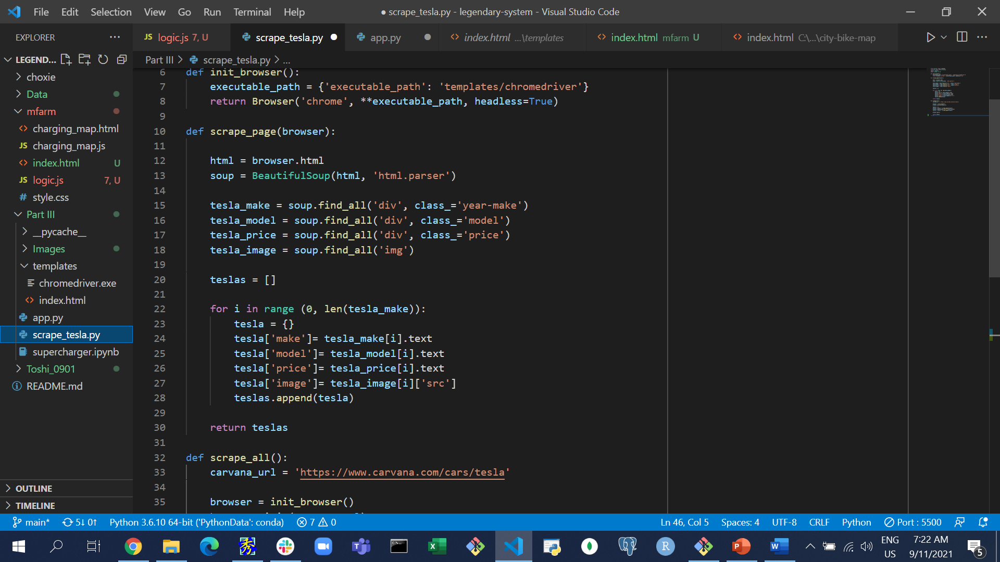 File Edit Selection View Go Run Terminal Help
● scrape_tesla.py - legendary-system - Visual Studio Code
EXPLORER
JS logic.js 7, U
scrape_tesla.py
app.py
index.html ...\templates
index.html mfarm U
index.html C:\...\city-bike-map
LEGEND...
Part III > scrape_tesla.py > ...
choxie
Data
mfarm
charging_map.html
JS charging_map.js
index.html U
JS logic.js 7, U
# style.css
Part III
__pycache__
Images
templates
chromedriver.exe
index.html
app.py
scrape_tesla.py
supercharger.ipynb
Toshi_0901
README.md
OUTLINE
TIMELINE
6 def init_browser():
7     executable_path = {'executable_path': 'templates/chromedriver'}
8     return Browser('chrome', **executable_path, headless=True)
9
10 def scrape_page(browser):
11
12     html = browser.html
13     soup = BeautifulSoup(html, 'html.parser')
14
15     tesla_make = soup.find_all('div', class_='year-make')
16     tesla_model = soup.find_all('div', class_='model')
17     tesla_price = soup.find_all('div', class_='price')
18     tesla_image = soup.find_all('img')
19
20     teslas = []
21
22     for i in range (0, len(tesla_make)):
23         tesla = {}
24         tesla['make']= tesla_make[i].text
25         tesla['model']= tesla_model[i].text
26         tesla['price']= tesla_price[i].text
27         tesla['image']= tesla_image[i]['src']
28         teslas.append(tesla)
29
30     return teslas
31
32 def scrape_all():
33     carvana_url = 'https://www.carvana.com/cars/tesla'
34
35     browser = init_browser()
main* 5↓ 0↑ Python 3.6.10 64-bit ('PythonData': conda) 7 0
Ln 46, Col 5 Spaces: 4 UTF-8 CRLF Python Port : 5500
秀
ENG
US
7:22 AM
9/11/2021
5